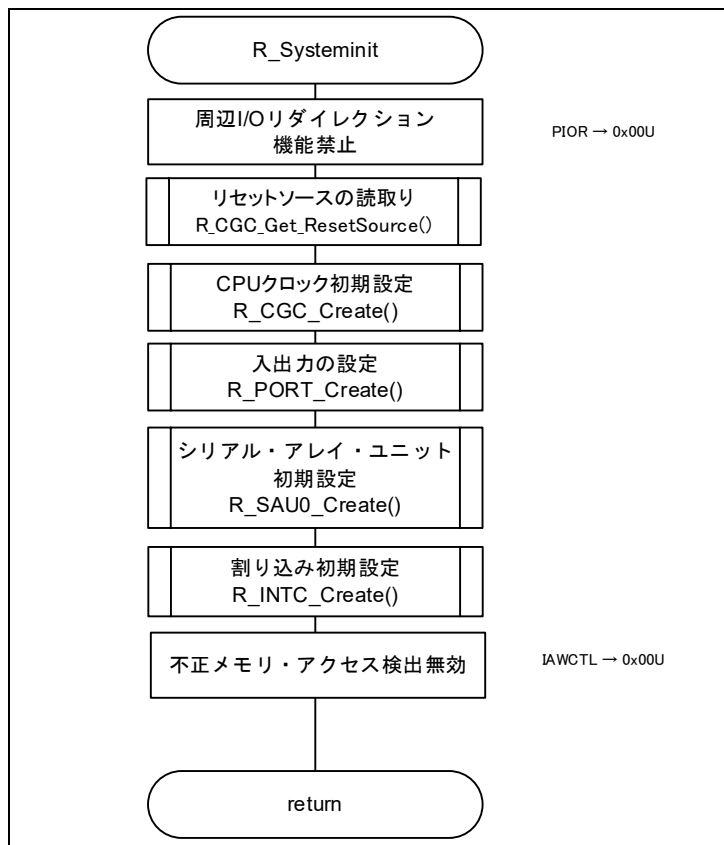 R_Systeminit
周辺I/Oリダイレクション
機能禁止
PIOR → 0x00U
リセットソースの読取り
R_CGC_Get_ResetSource()
CPUクロック初期設定
R_CGC_Create()
入出力の設定
R_PORT_Create()
シリアル・アレイ・ユニット
初期設定
R_SAU0_Create()
割り込み初期設定
R_INTC_Create()
不正メモリ・アクセス検出無効
IAWCTL → 0x00U
return